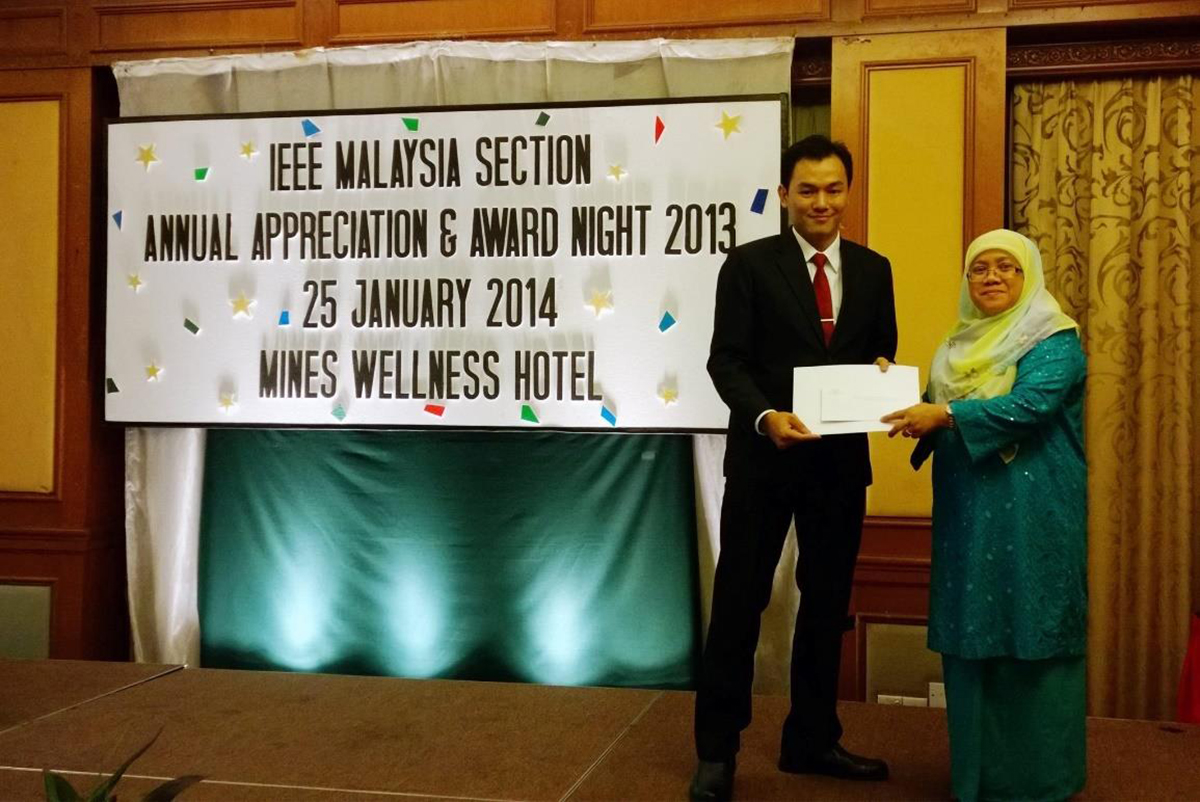 IEEE MALAYSIA SECTION
ANNUAL APPRECIATION & AWARD NIGHT 2013
25 JANUARY 2014
MINES WELLNESS HOTEL